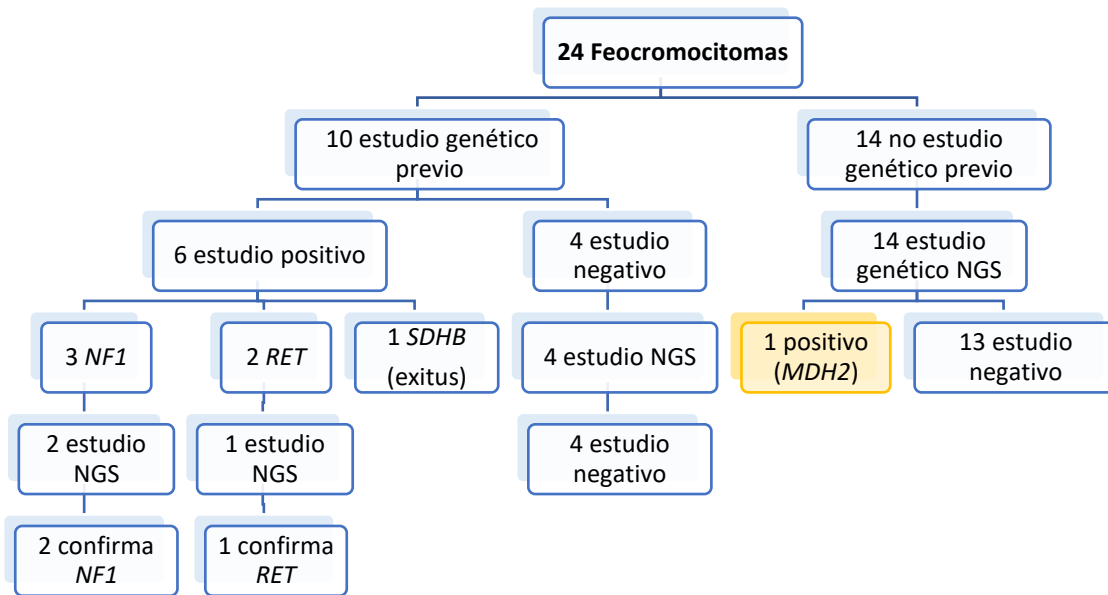 24 Feocromocitomas
10 estudio genético
previo
14 no estudio
genético previo
6 estudio positivo
4 estudio
negativo
14 estudio
genético NGS
3 NF1
2 RET
1 SDHB
(exitus)
4 estudio NGS
1 positivo
(MDH2)
13 estudio
negativo
2 estudio
NGS
1 estudio
NGS
4 estudio
negativo
2 confirma
NF1
1 confirma
RET